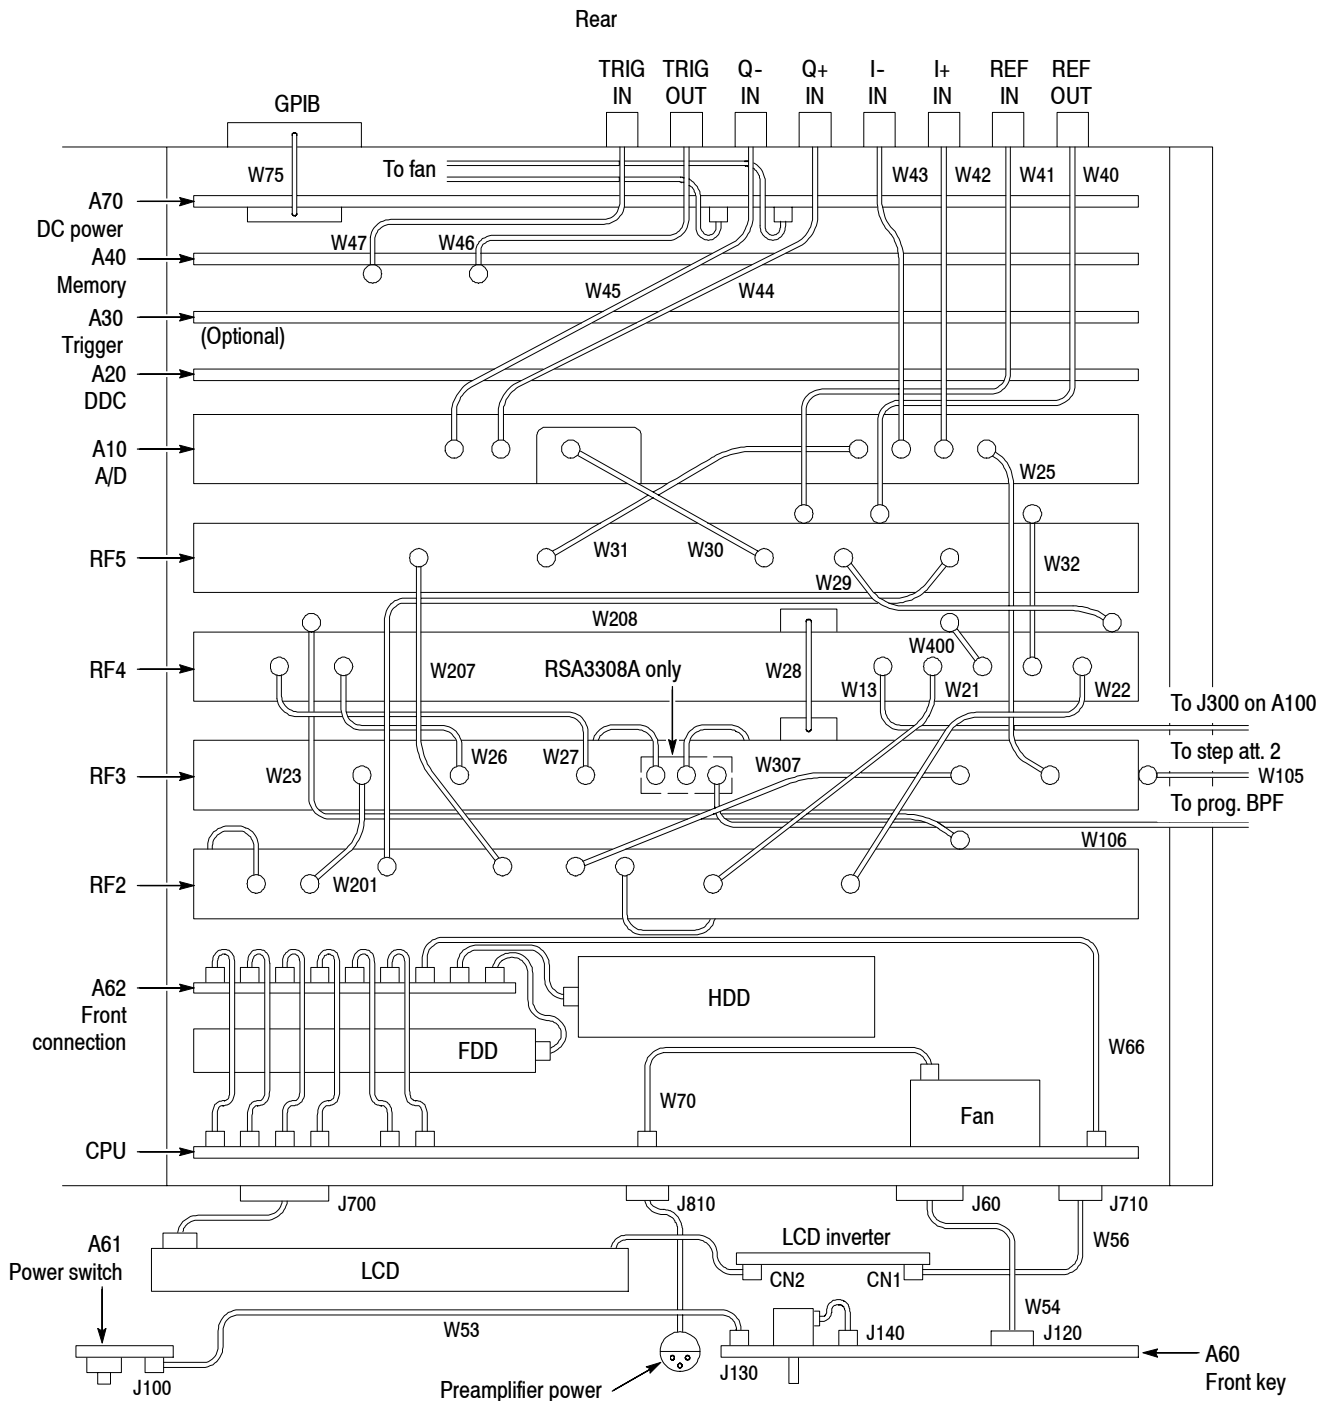 Rear
TRIG IN
TRIG OUT
Q- IN
Q+ IN
I- IN
I+ IN
REF IN
REF OUT
GPIB
W75
To fan
W43
W42
W41
W40
A70
DC power
W47
W46
A40
Memory
W45
W44
A30
Trigger
(Optional)
A20
DDC
A10
A/D
W25
RF5
W31
W30
W29
W32
W208
W400
RF4
W207
RSA3308A only
W28
W13
W21
W22
To J300 on A100
To step att. 2
W105
To prog. BPF
RF3
W23
W26
W27
W307
W106
RF2
W201
A62
Front
connection
HDD
FDD
W66
W70
Fan
CPU
J700
J810
J60
J710
A61
Power switch
LCD
LCD inverter
CN2
CN1
W56
W54
W53
J140
J120
J100
Preamplifier power
J130
A60
Front key